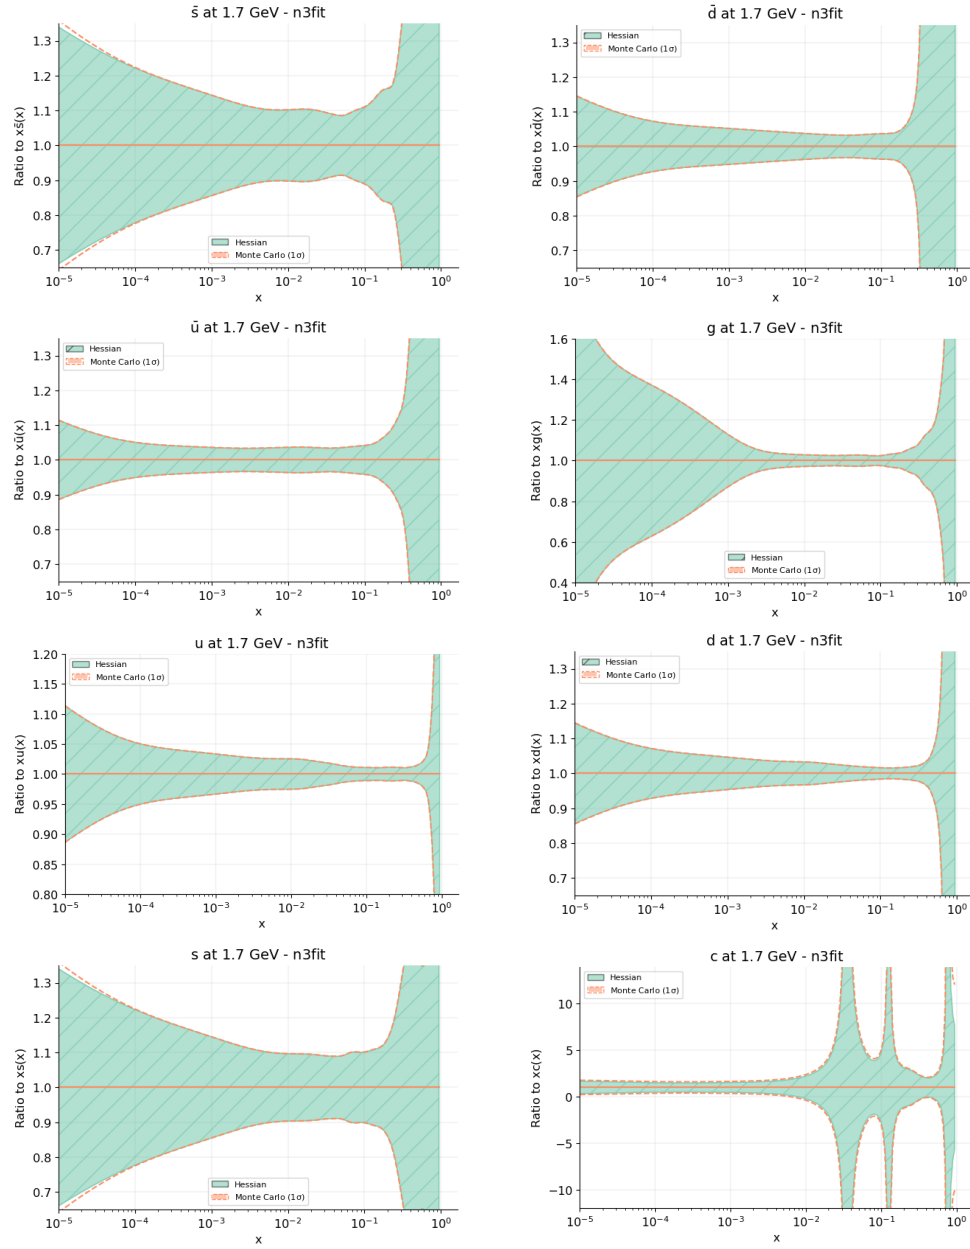 s̄ at 1.7 GeV - n3fit
Ratio to xs̄(x)
1.3
1.2
1.1
1.0
0.9
0.8
0.7
Hessian
Monte Carlo (1σ)
10⁻⁵ 10⁻⁴ 10⁻³ 10⁻² 10⁻¹ 10⁰
x
d̄ at 1.7 GeV - n3fit
Ratio to xd̄(x)
1.3
1.2
1.1
1.0
0.9
0.8
0.7
Hessian
Monte Carlo (1σ)
10⁻⁵ 10⁻⁴ 10⁻³ 10⁻² 10⁻¹ 10⁰
x
ū at 1.7 GeV - n3fit
Ratio to xū(x)
1.3
1.2
1.1
1.0
0.9
0.8
0.7
Hessian
Monte Carlo (1σ)
10⁻⁵ 10⁻⁴ 10⁻³ 10⁻² 10⁻¹ 10⁰
x
g at 1.7 GeV - n3fit
Ratio to xg(x)
1.6
1.4
1.2
1.0
0.8
0.6
0.4
Hessian
Monte Carlo (1σ)
10⁻⁵ 10⁻⁴ 10⁻³ 10⁻² 10⁻¹ 10⁰
x
u at 1.7 GeV - n3fit
Ratio to xu(x)
1.20
1.15
1.10
1.05
1.00
0.95
0.90
0.85
0.80
Hessian
Monte Carlo (1σ)
10⁻⁵ 10⁻⁴ 10⁻³ 10⁻² 10⁻¹ 10⁰
x
d at 1.7 GeV - n3fit
Ratio to xd(x)
1.3
1.2
1.1
1.0
0.9
0.8
0.7
Hessian
Monte Carlo (1σ)
10⁻⁵ 10⁻⁴ 10⁻³ 10⁻² 10⁻¹ 10⁰
x
s at 1.7 GeV - n3fit
Ratio to xs(x)
1.3
1.2
1.1
1.0
0.9
0.8
0.7
Hessian
Monte Carlo (1σ)
10⁻⁵ 10⁻⁴ 10⁻³ 10⁻² 10⁻¹ 10⁰
x
c at 1.7 GeV - n3fit
Ratio to xc(x)
10
5
0
−5
−10
Hessian
Monte Carlo (1σ)
10⁻⁵ 10⁻⁴ 10⁻³ 10⁻² 10⁻¹ 10⁰
x